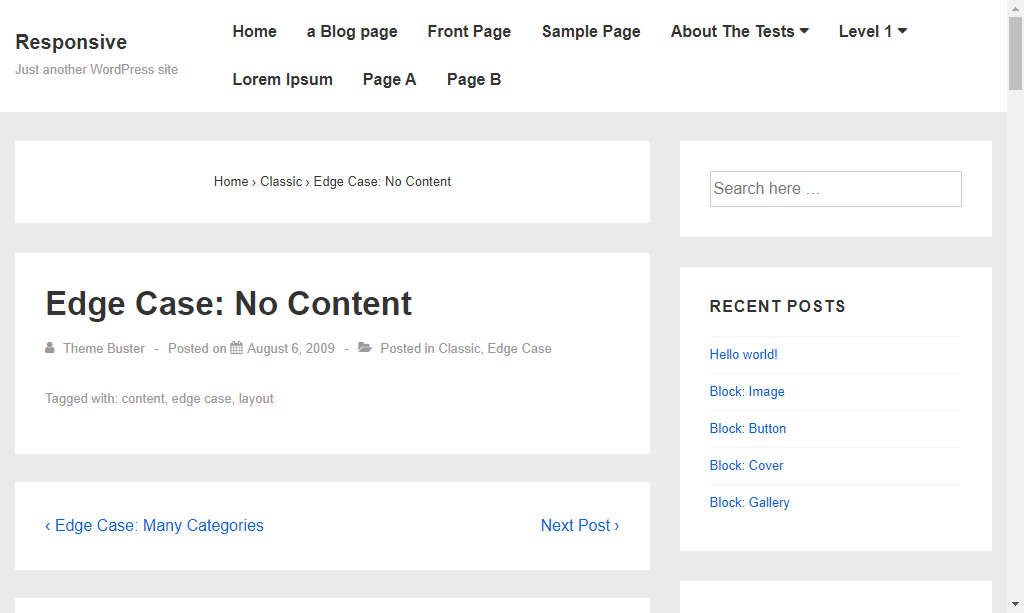 Responsive
Just another WordPress site
Home a Blog page Front Page Sample Page About The Tests Level 1
Lorem Ipsum Page A Page B
Home › Classic › Edge Case: No Content
Edge Case: No Content
Theme Buster - Posted on August 6, 2009 - Posted in Classic, Edge Case
Tagged with: content, edge case, layout
‹ Edge Case: Many Categories Next Post ›
Search here …
RECENT POSTS
Hello world!
Block: Image
Block: Button
Block: Cover
Block: Gallery